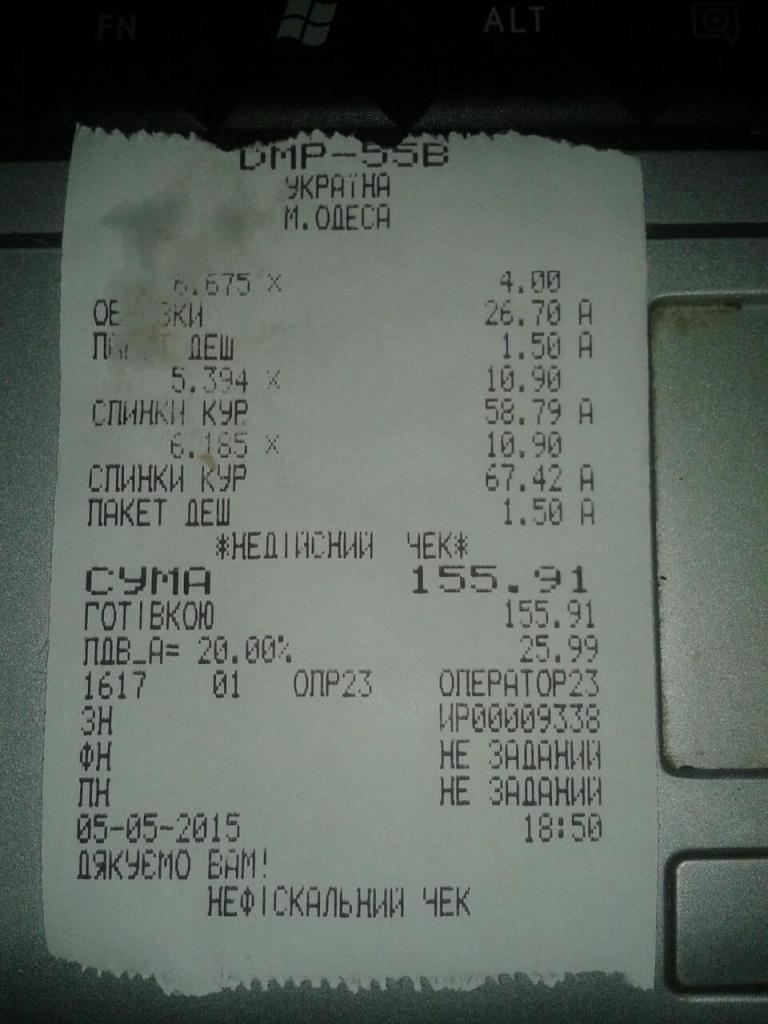 FN ALT
DMP-55B
УКРАЇНА
М.ОДЕСА
6.675 X 4.00
26.70 А
ДЕШ 1.50 А
5.394 X 10.90
СПИНКИ КУР 58.79 А
6.185 X 10.90
СПИНКИ КУР 67.42 А
ПАКЕТ ДЕШ 1.50 А
*НЕДІЙСНИЙ ЧЕК*
СУМА 155.91
ГОТІВКОЮ 155.91
ПДВ_А= 20.00% 25.99
1617 01 ОПР23 ОПЕРАТОР23
ЗН ИР00009338
ФН НЕ ЗАДАНИЙ
ПН НЕ ЗАДАНИЙ
05-05-2015 18:50
ДЯКУЄМО ВАМ!
НЕФІСКАЛЬНИЙ ЧЕК